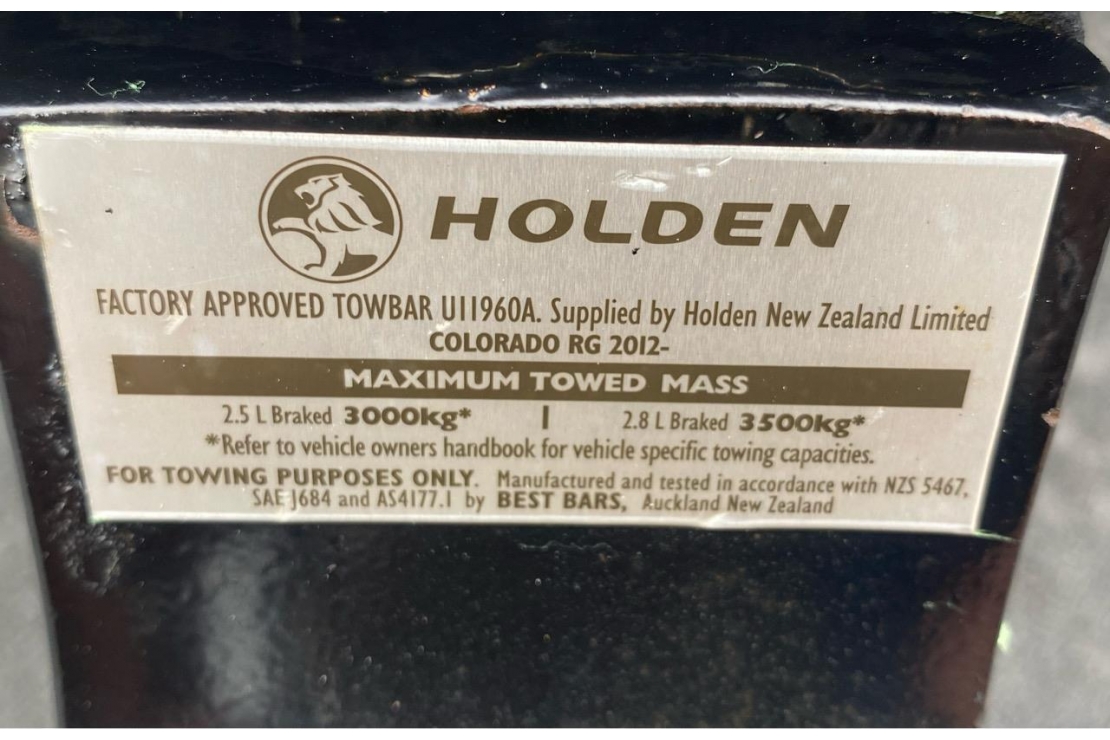 HOLDEN
FACTORY APPROVED TOWBAR U11960A. Supplied by Holden New Zealand Limited
COLORADO RG 2012-
MAXIMUM TOWED MASS
2.5 L Braked 3000kg* | 2.8 L Braked 3500kg*
*Refer to vehicle owners handbook for vehicle specific towing capacities.
FOR TOWING PURPOSES ONLY. Manufactured and tested in accordance with NZS 5467,
SAE J684 and AS4177.1 by BEST BARS, Auckland New Zealand